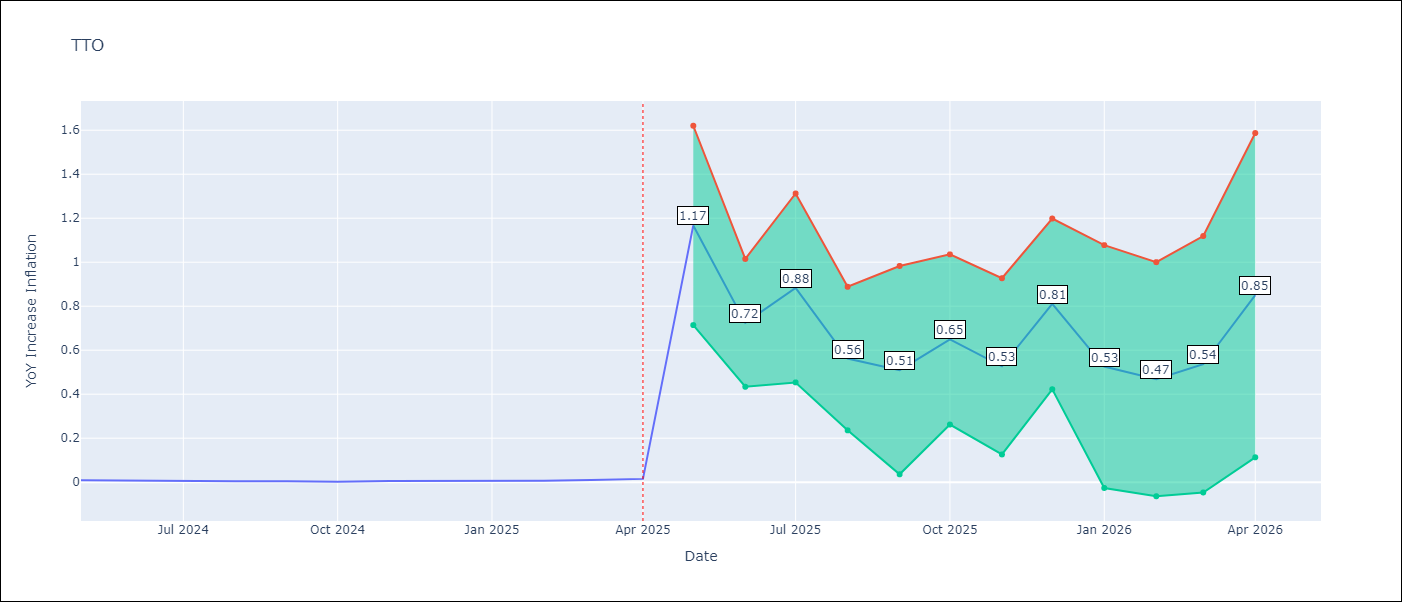 TTO
YoY Increase Inflation
1.6
1.4
1.2
1
0.8
0.6
0.4
0.2
0
1.17
0.72
0.88
0.56
0.51
0.65
0.53
0.81
0.53
0.47
0.54
0.85
Jul 2024
Oct 2024
Jan 2025
Apr 2025
Jul 2025
Oct 2025
Jan 2026
Apr 2026
Date